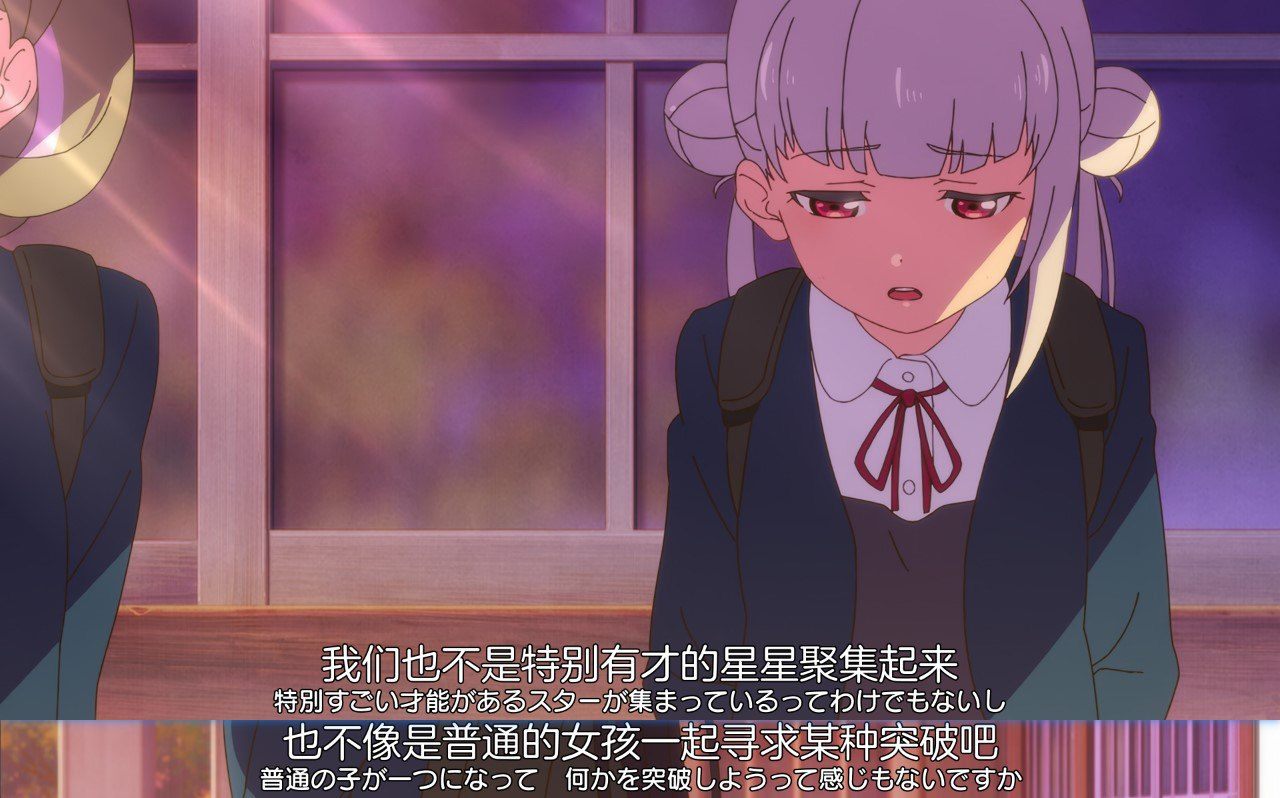 我们也不是特别有才的星星聚集起来
特別すごい才能があるスターが集まっているってわけでもないし
也不像是普通的女孩一起寻求某种突破吧
普通の子が一つになって　何かを突破しようって感じもないですか